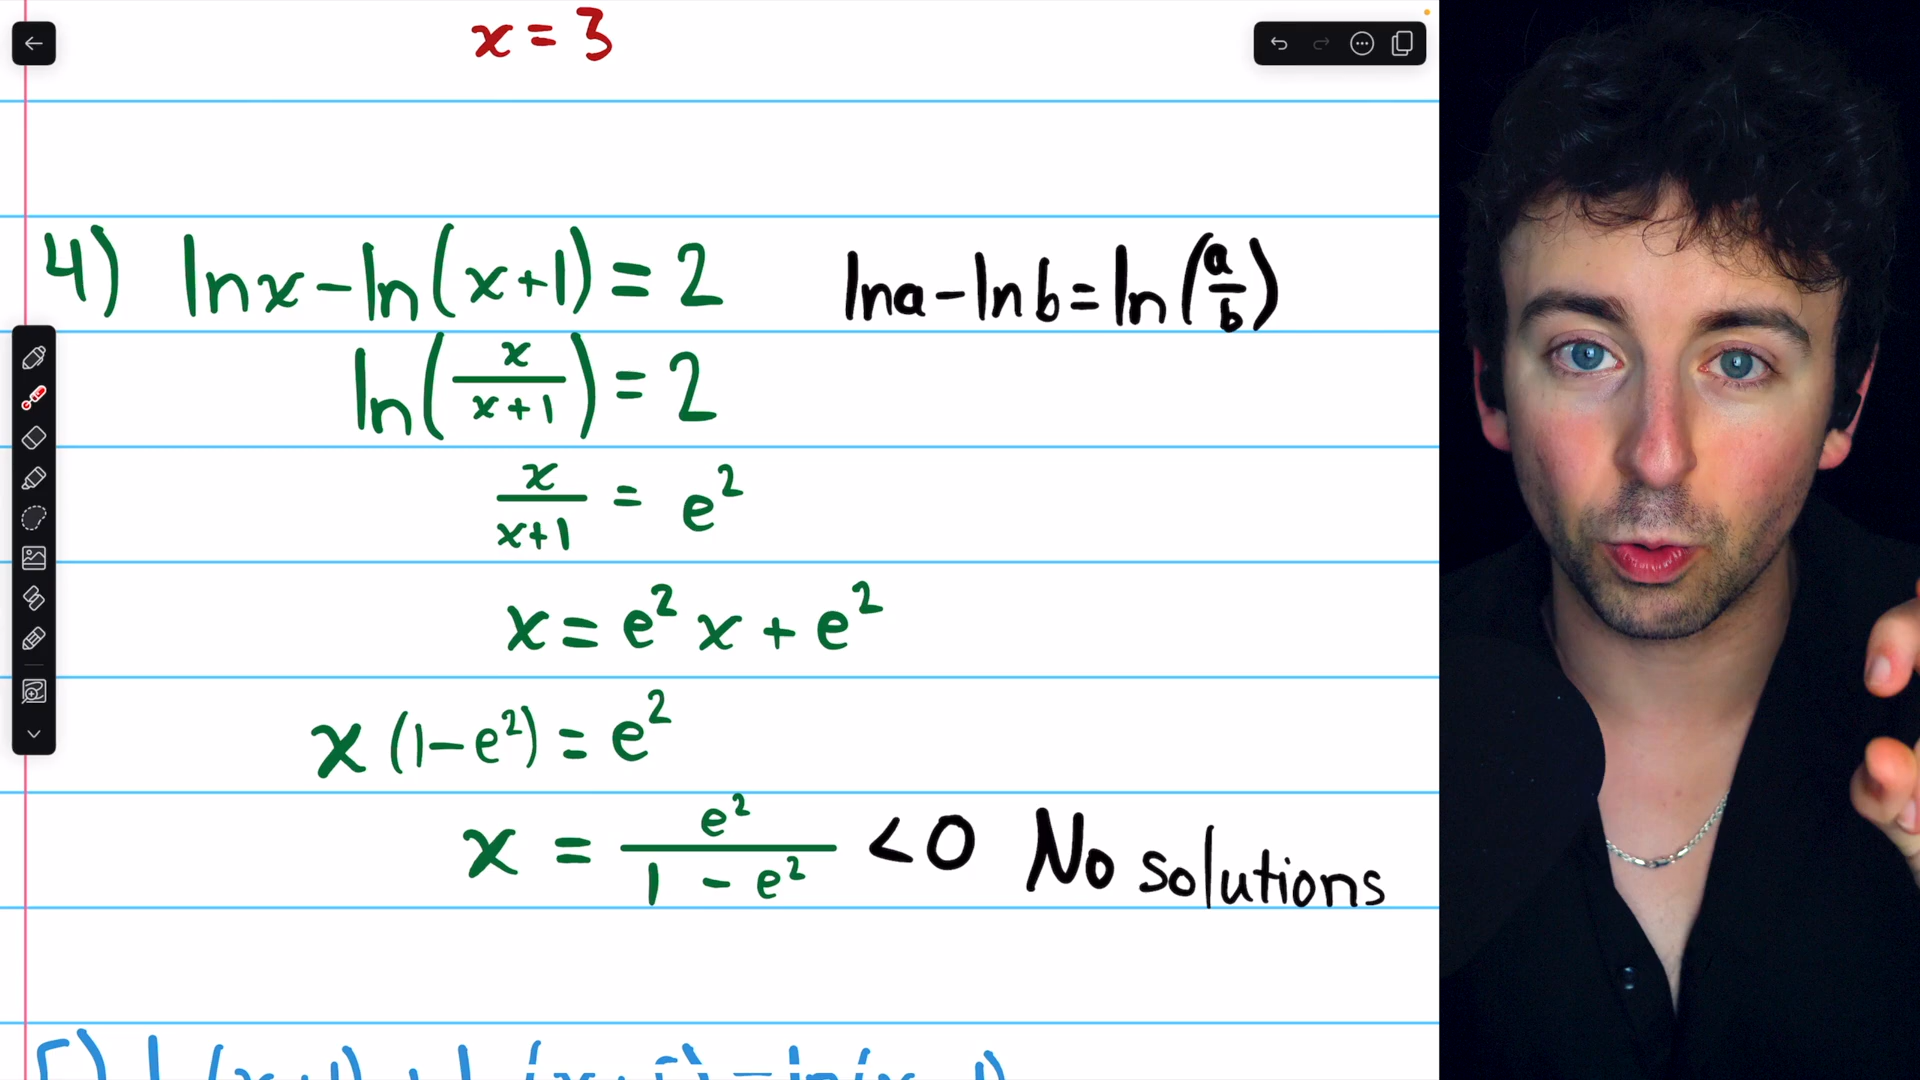 x = 3
4) ln x - ln(x+1) = 2 ln a - ln b = ln(a/b)
ln(x/(x+1)) = 2
x/(x+1) = e²
x = e² x + e²
x (1-e²) = e²
x = e²/(1 - e²) <0 No solutions